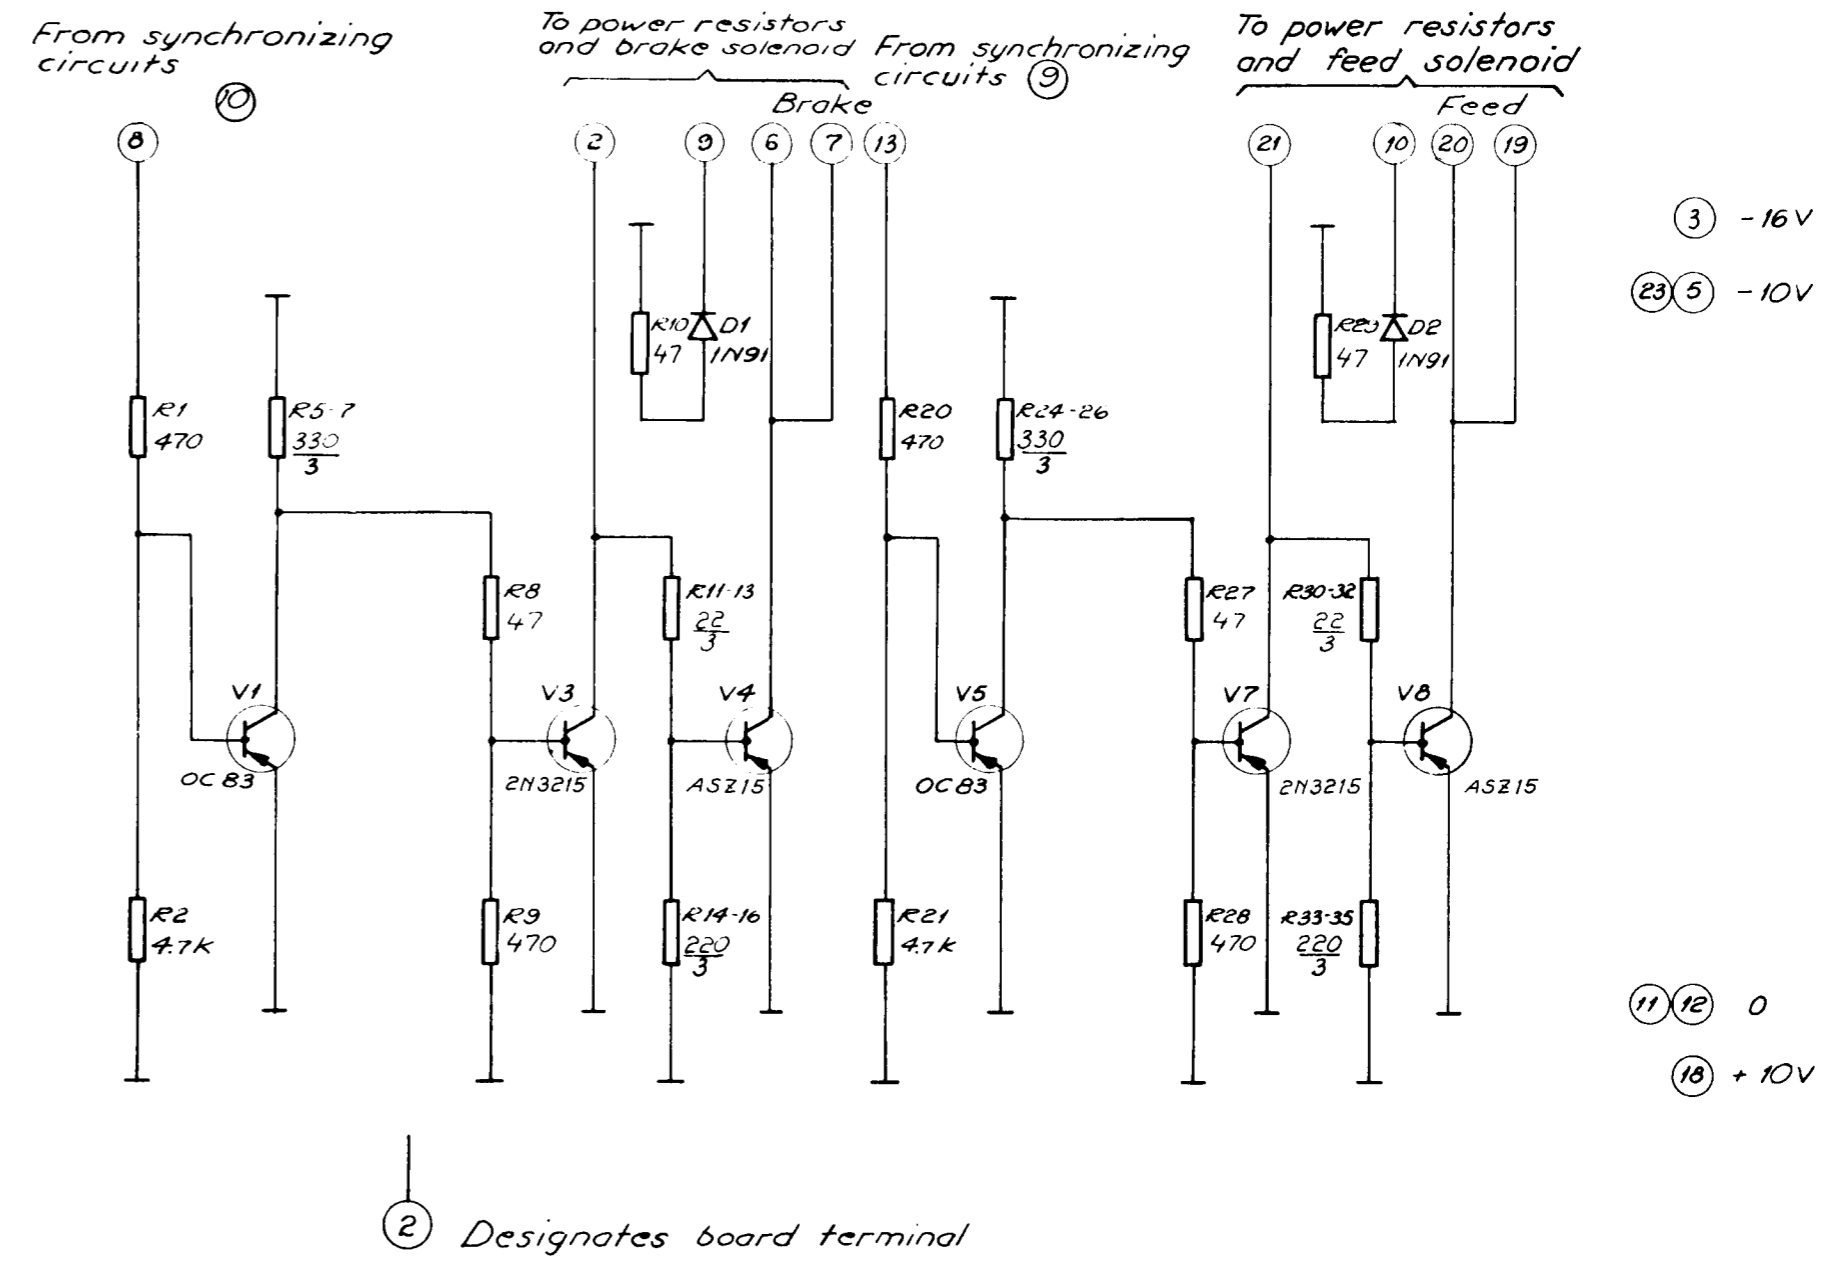 From synchronizing
circuits
10
To power resistors
and brake solenoid
Brake
From synchronizing
circuits 9
To power resistors
and feed solenoid
Feed
8
2
9
6
7
13
21
10
20
19
3 -16V
23 5 -10V
R10
47
D1
1N91
R29
47
D2
1N91
R1
470
R5-7
330
3
R20
470
R24-26
330
3
R8
47
R11-13
22
3
R27
47
R30-32
22
3
V1
OC83
V3
2N3215
V4
ASZ15
V5
OC83
V7
2N3215
V8
ASZ15
R2
4.7K
R9
470
R14-16
220
3
R21
4.7K
R28
470
R33-35
220
3
11 12 0
18 +10V
2 Designates board terminal